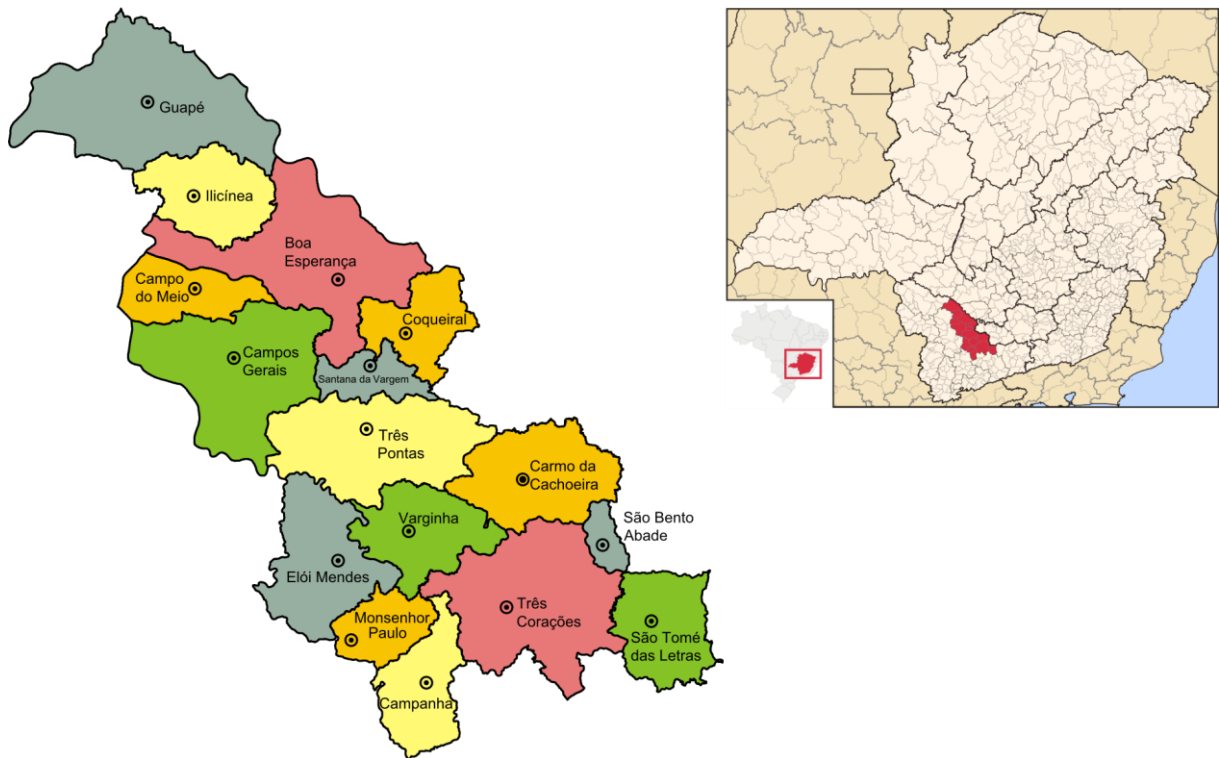 Guapé
Ilicínea
Boa
Esperança
Campo
do Meio
Coqueiral
Campos
Gerais
Santana da Vargem
Três
Pontas
Carmo da
Cachoeira
Varginha
São Bento
Abade
Elói Mendes
Monsenhor
Paulo
Três
Corações
São Tomé
das Letras
Campanha